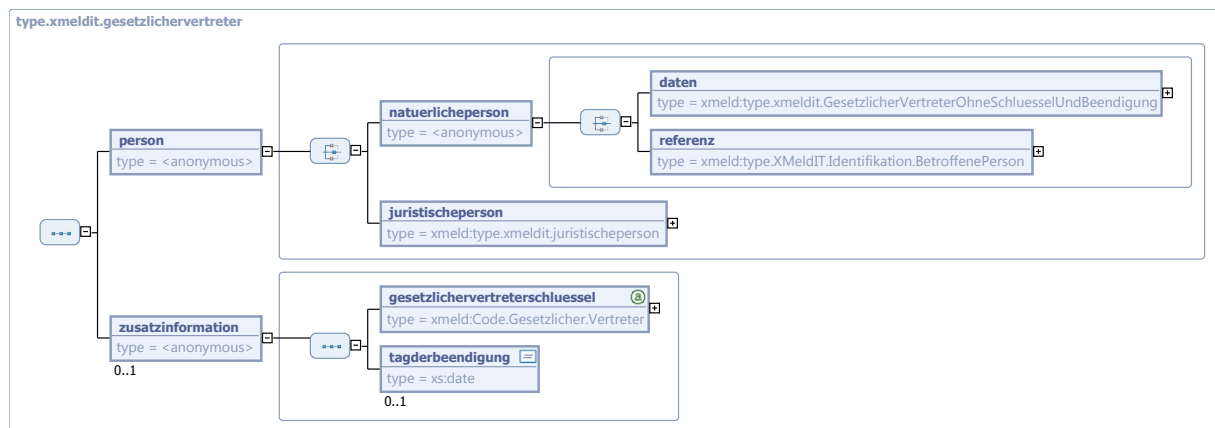 type.xmeldit.gesetzlichervertreter
daten
type = xmeld:type.xmeldit.GesetzlicherVertreterOhneSchluesselUndBeendigung
natuerlicheperson
type = <anonymous>
referenz
type = xmeld:type.XMeldIT.Identifikation.BetroffenePerson
person
type = <anonymous>
juristischeperson
type = xmeld:type.xmeldit.juristischeperson
gesetzlichervertreterschluessel
type = xmeld:Code.Gesetzlicher.Vertreter
zusatzinformation
type = <anonymous>
0..1
tagderbeendigung
type = xs:date
0..1